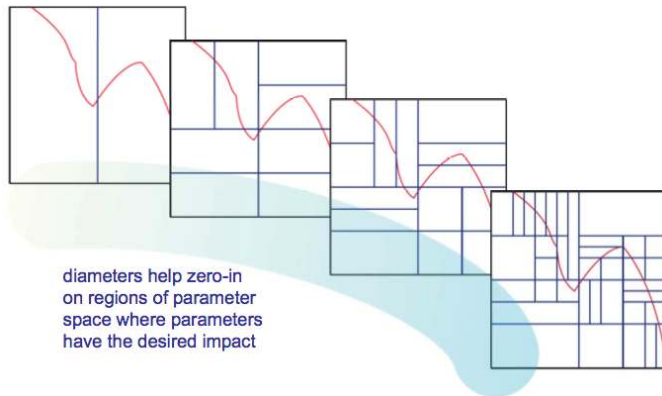 diameters help zero-in
on regions of parameter
space where parameters
have the desired impact